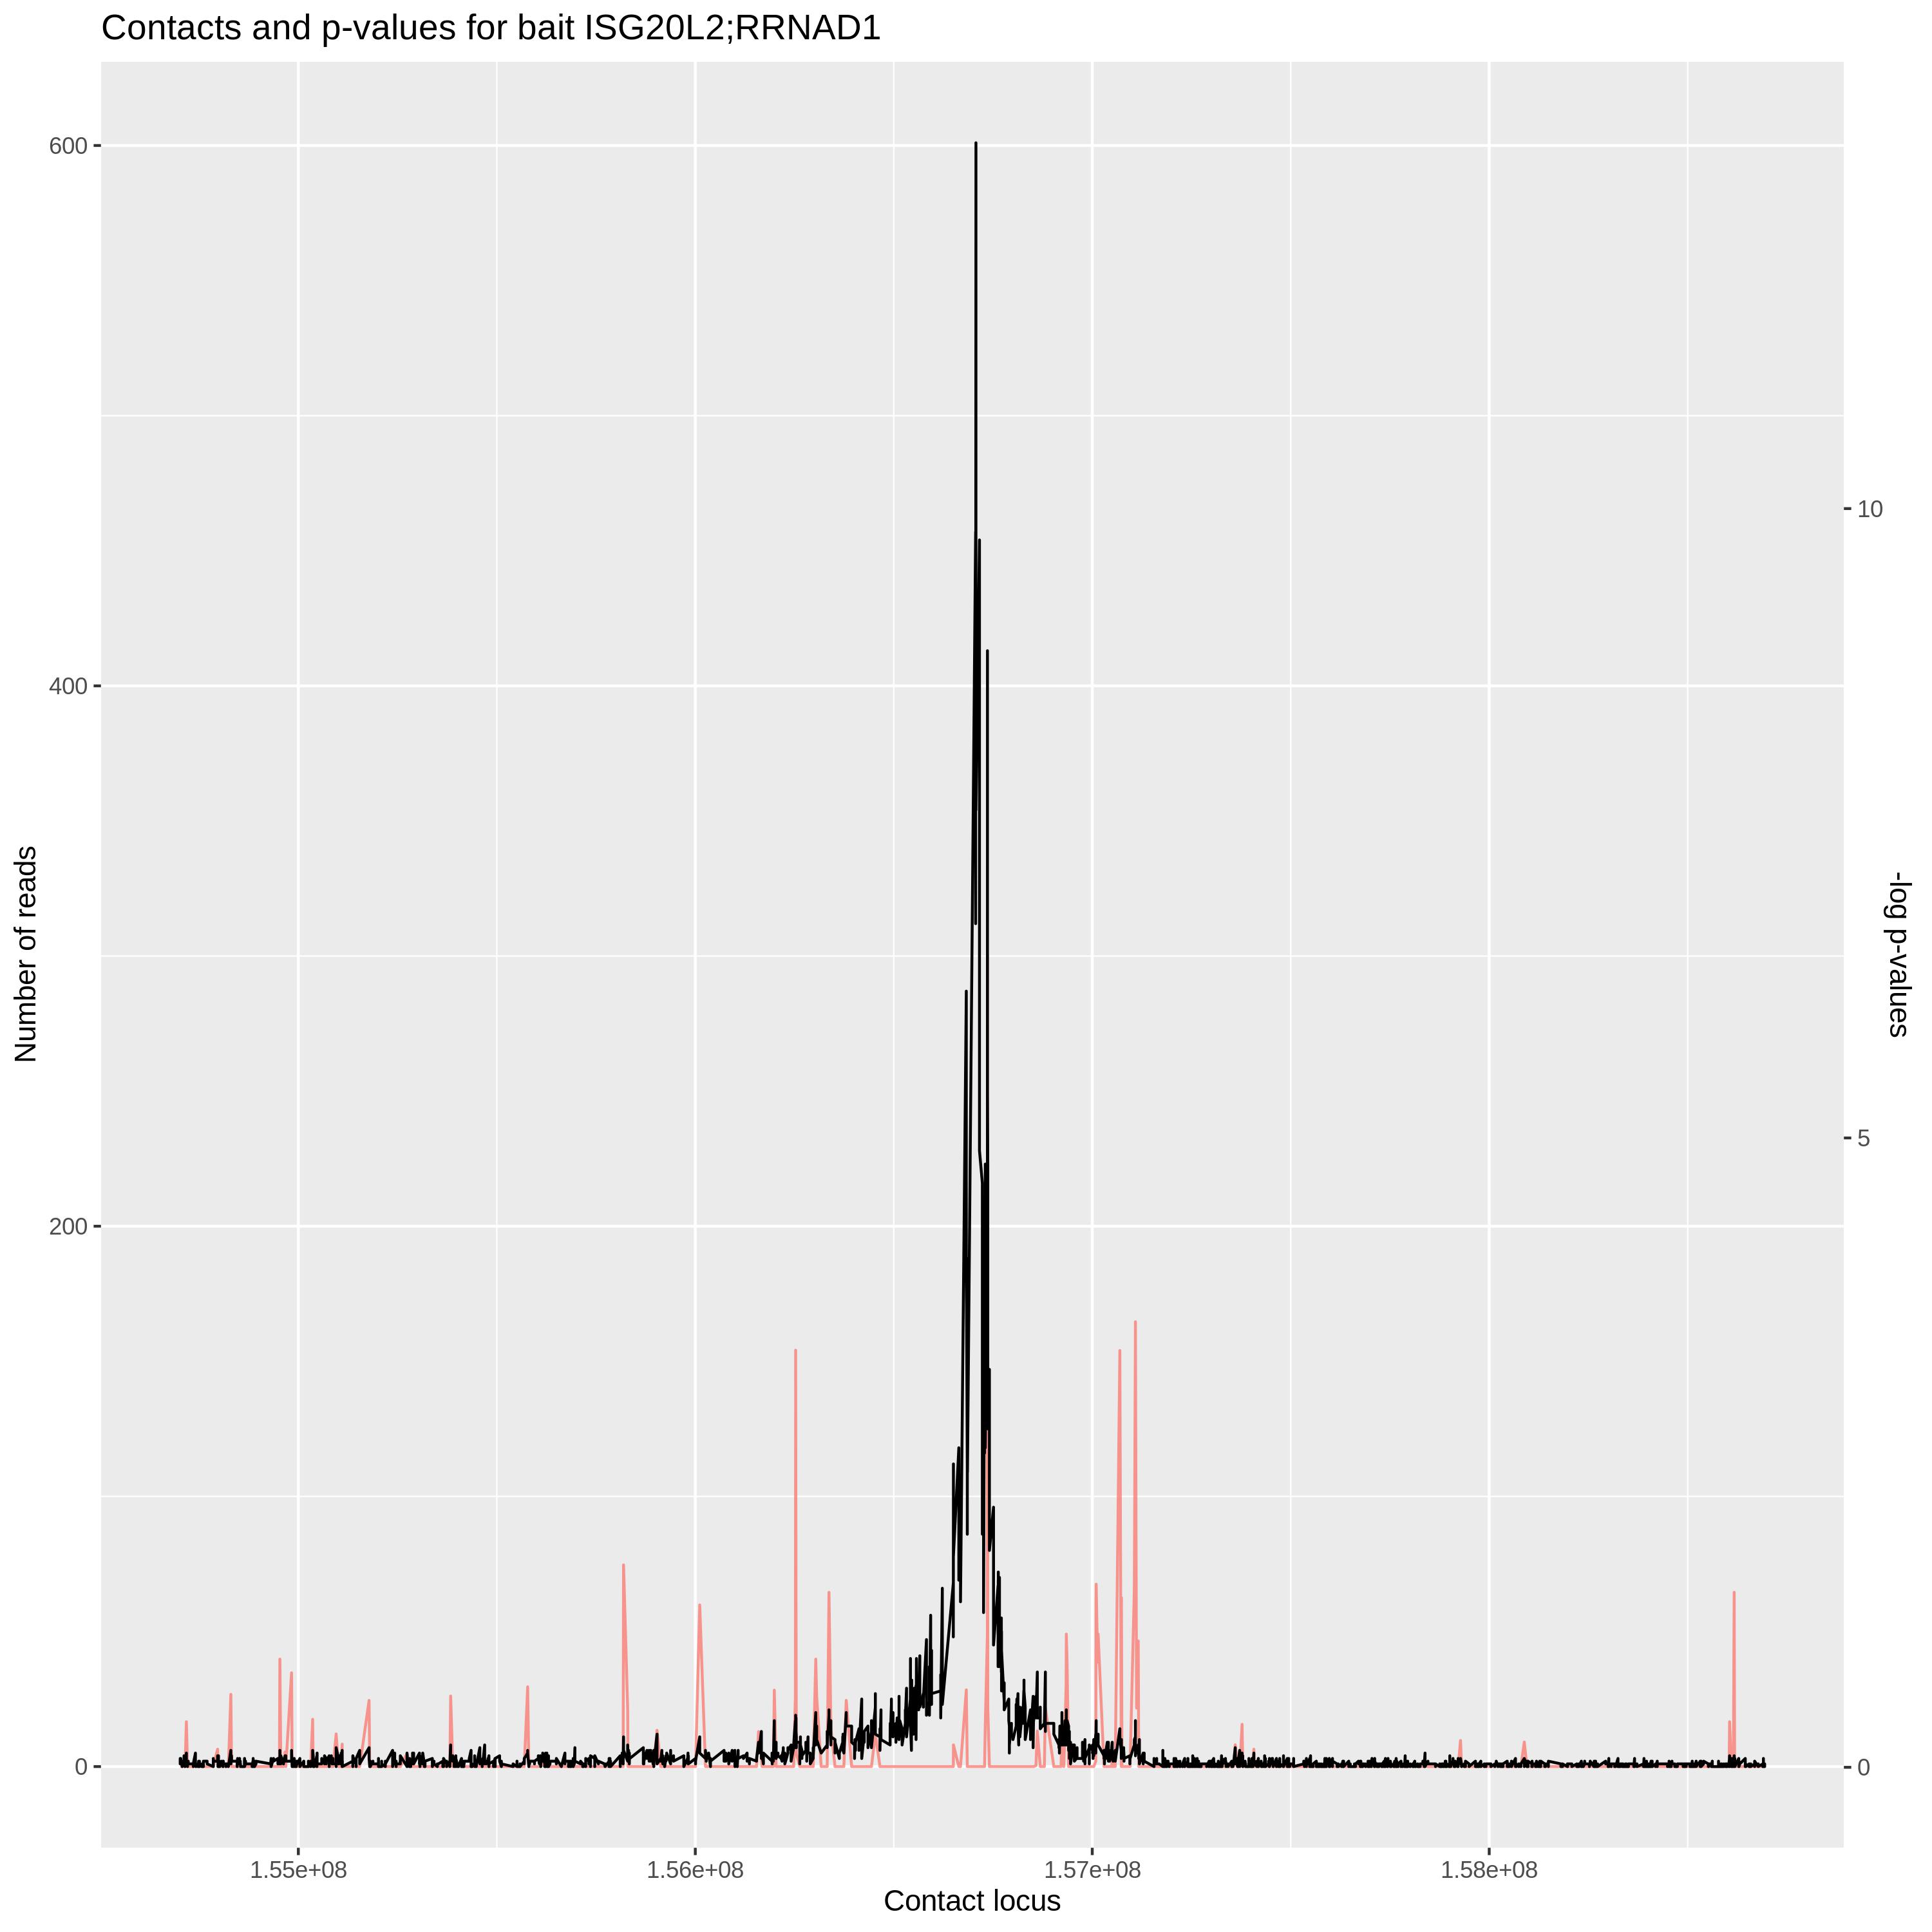 Contacts and p-values for bait ISG20L2;RRNAD1
600
400
200
0
Number of reads
10
5
0
-log p-values
1.55e+08
1.56e+08
1.57e+08
1.58e+08
Contact locus